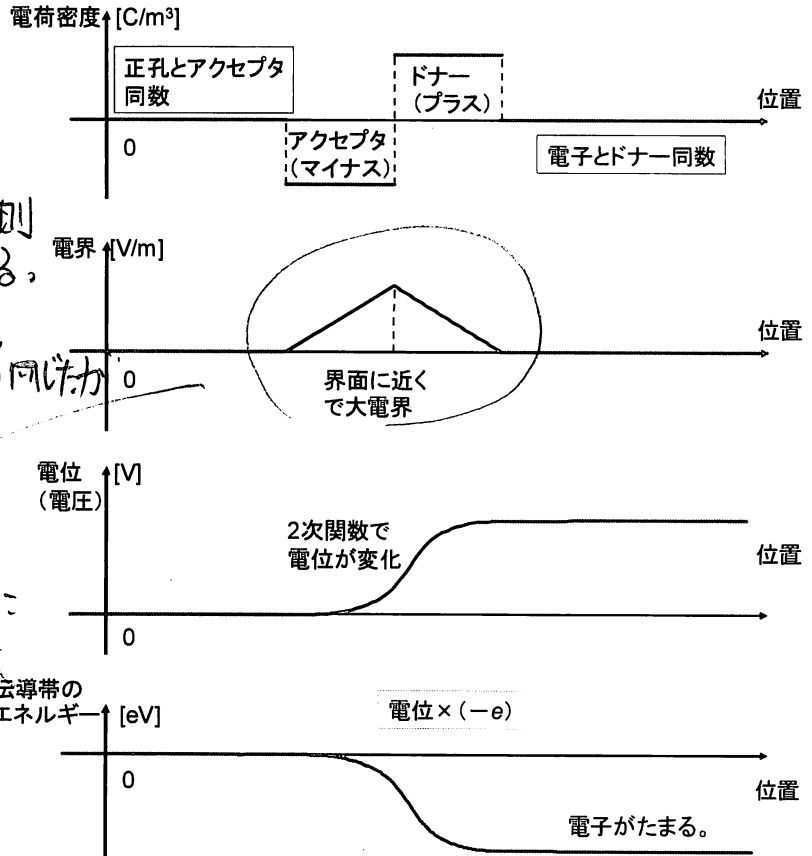 電荷密度 [C/m³]
正孔とアクセプタ
同数
ドナー
(プラス)
位置
0
アクセプタ
(マイナス)
電子とドナー同数
電界 [V/m]
位置
0
界面に近く
で大電界
電位 [V]
(電圧)
2次関数で
電位が変化
位置
0
伝導帯の
エネルギー [eV]
電位×(-e)
0
位置
電子がたまる。